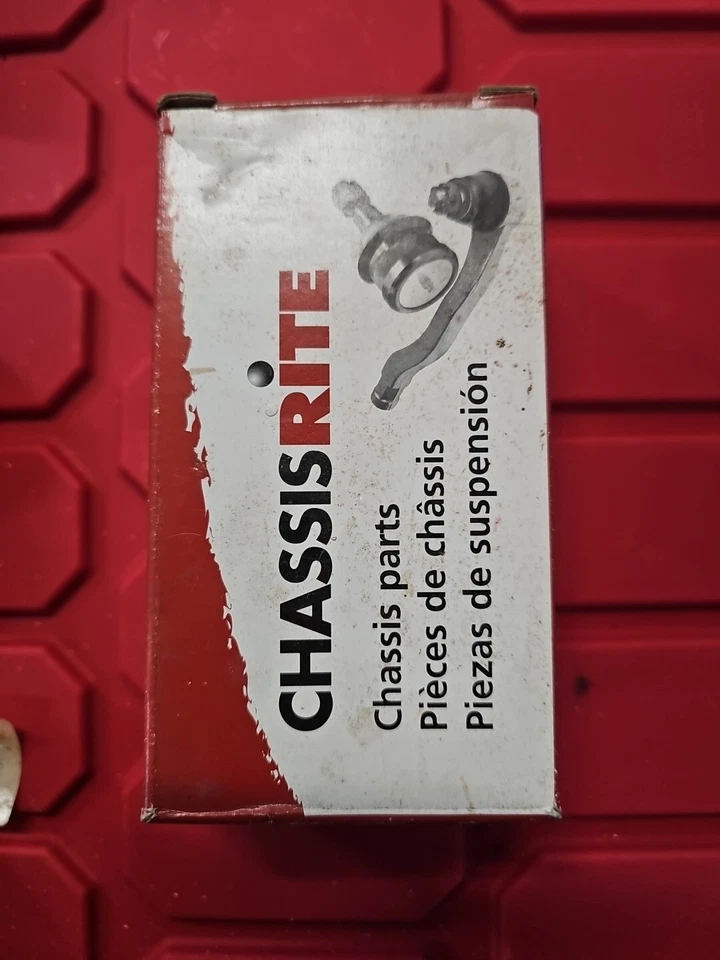 CHASSISRITE
Chassis parts
Pièces de châssis
Piezas de suspensión